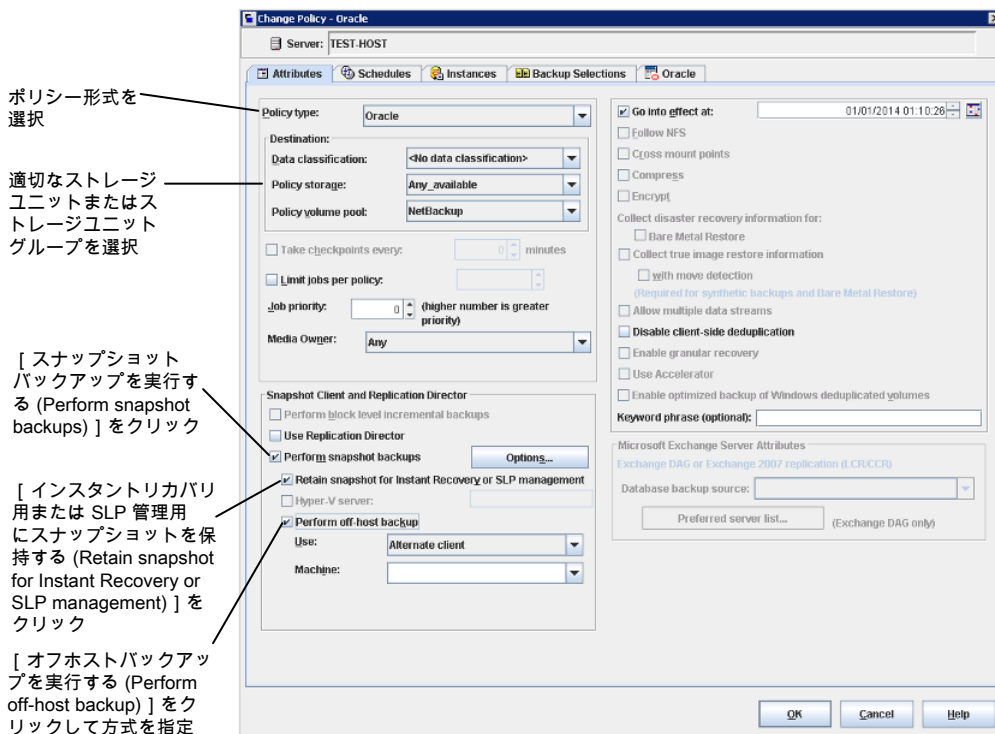 Change Policy - Oracle
Server: TEST-HOST
Attributes
Schedules
Instances
Backup Selections
Oracle
ポリシー形式を
選択
適切なストレージ
ユニットまたはス
トレージユニット
グループを選択
[ スナップショット
バックアップを実行す
る (Perform snapshot
backups) ] をクリック
[ インスタントリカバリ
用または SLP 管理用
にスナップショットを保
持する (Retain snapshot
for Instant Recovery or
SLP management) ] を
クリック
[ オフホストバックアッ
プを実行する (Perform
off-host backup) ] をク
リックして方式を指定
Policy type: Oracle
Destination:
Data classification: <No data classification>
Policy storage: Any_available
Policy volume pool: NetBackup
Take checkpoints every: 0 minutes
Limit jobs per policy:
Job priority: 0 (higher number is greater
priority)
Media Owner: Any
Snapshot Client and Replication Director
Perform block level incremental backups
Use Replication Director
Perform snapshot backups
Options...
Retain snapshot for Instant Recovery or SLP management
Hyper-V server:
Perform off-host backup
Use: Alternate client
Machine:
Go into effect at: 01/01/2014 01:10:26
Follow NFS
Cross mount points
Compress
Encrypt
Collect disaster recovery information for:
Bare Metal Restore
Collect true image restore information
with move detection
(Required for synthetic backups and Bare Metal Restore)
Allow multiple data streams
Disable client-side deduplication
Enable granular recovery
Use Accelerator
Enable optimized backup of Windows deduplicated volumes
Keyword phrase (optional):
Microsoft Exchange Server Attributes
Exchange DAG or Exchange 2007 replication (LCR/CCR)
Database backup source:
Preferred server list... (Exchange DAG only)
OK
Cancel
Help